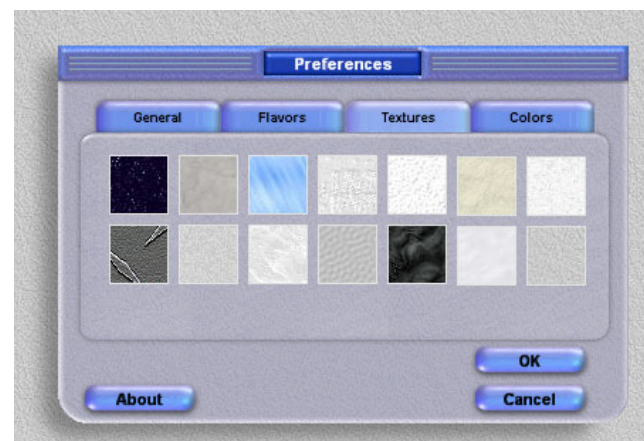 Preferences
General
Flavors
Textures
Colors
OK
About
Cancel